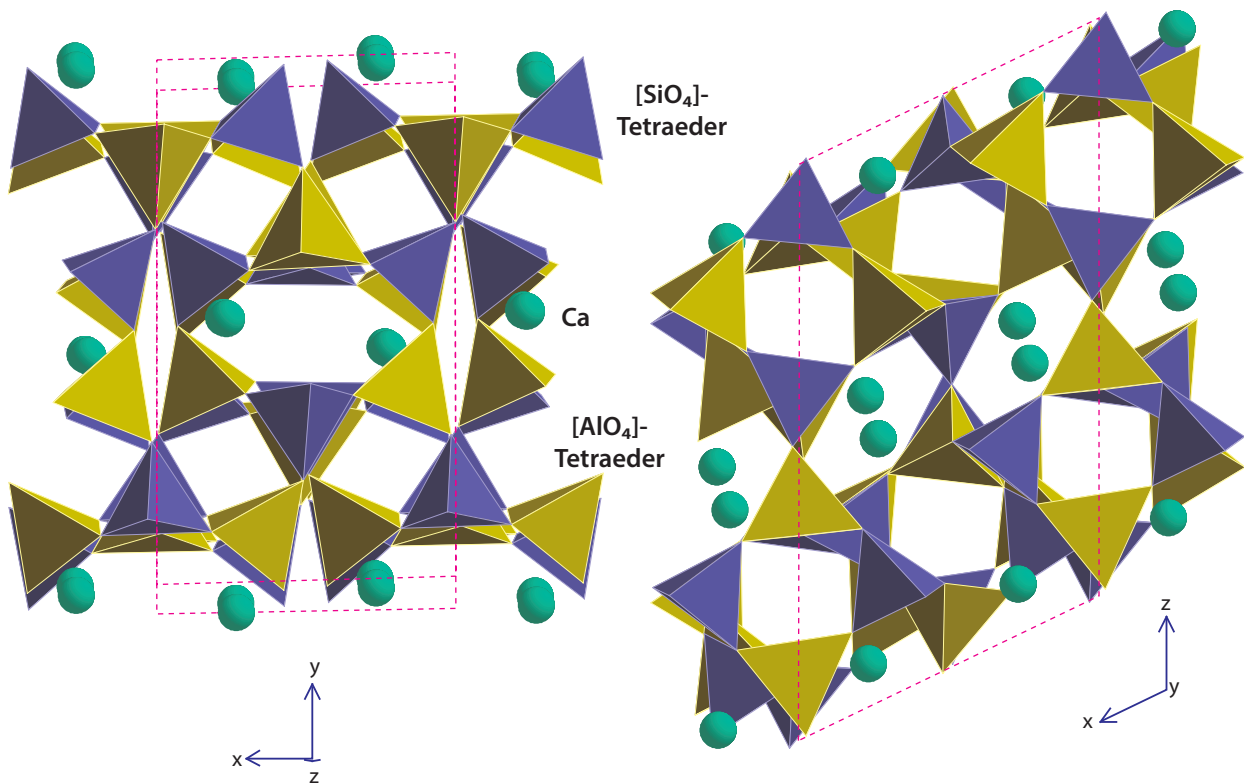 [SiO₄]-
Tetraeder
Ca
[AlO₄]-
Tetraeder
y
x
z
z
y
x